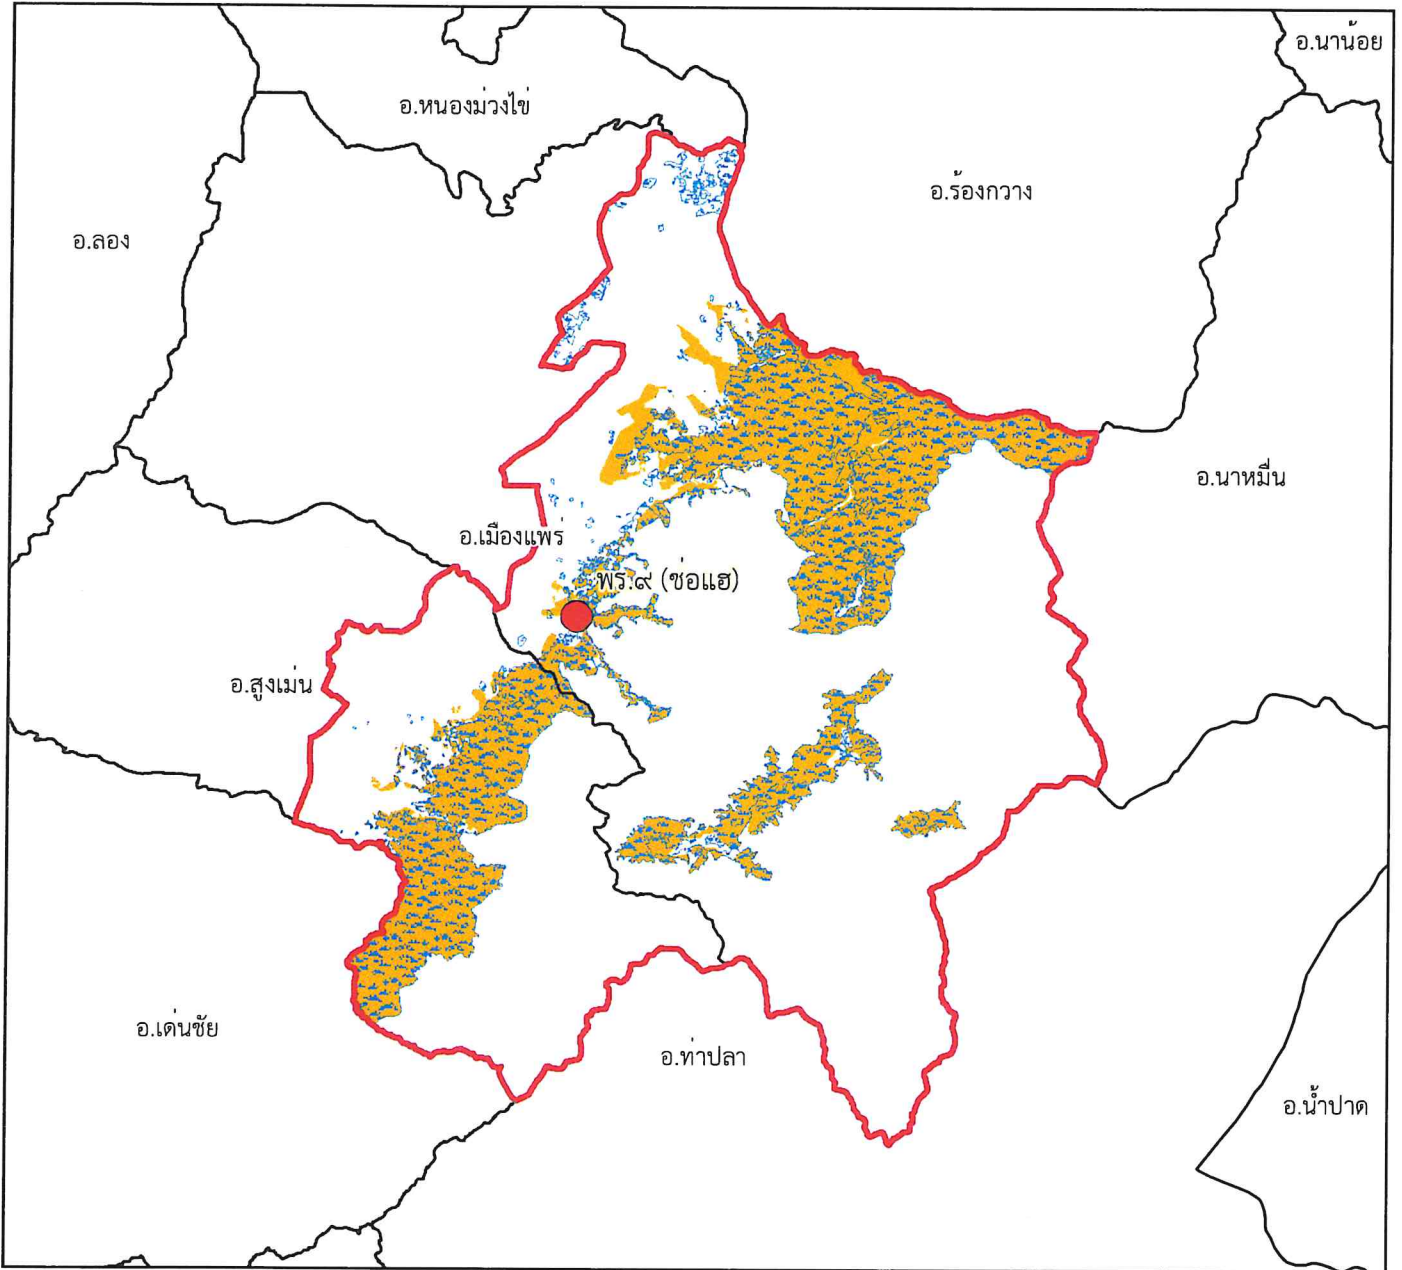 อ.นาน้อย
อ.หนองม่วงไข่
อ.ร้องกวาง
อ.ลอง
อ.นาหมื่น
อ.เมืองแพร่
พร.๙ (ช่อแฮ)
อ.สูงเม่น
อ.เด่นชัย
อ.ท่าปลา
อ.น้ำปาด